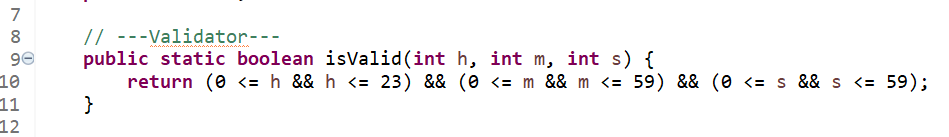 7
8 // ---Validator---
9 public static boolean isValid(int h, int m, int s) {
10 return (0 <= h && h <= 23) && (0 <= m && m <= 59) && (0 <= s && s <= 59);
11 }
12